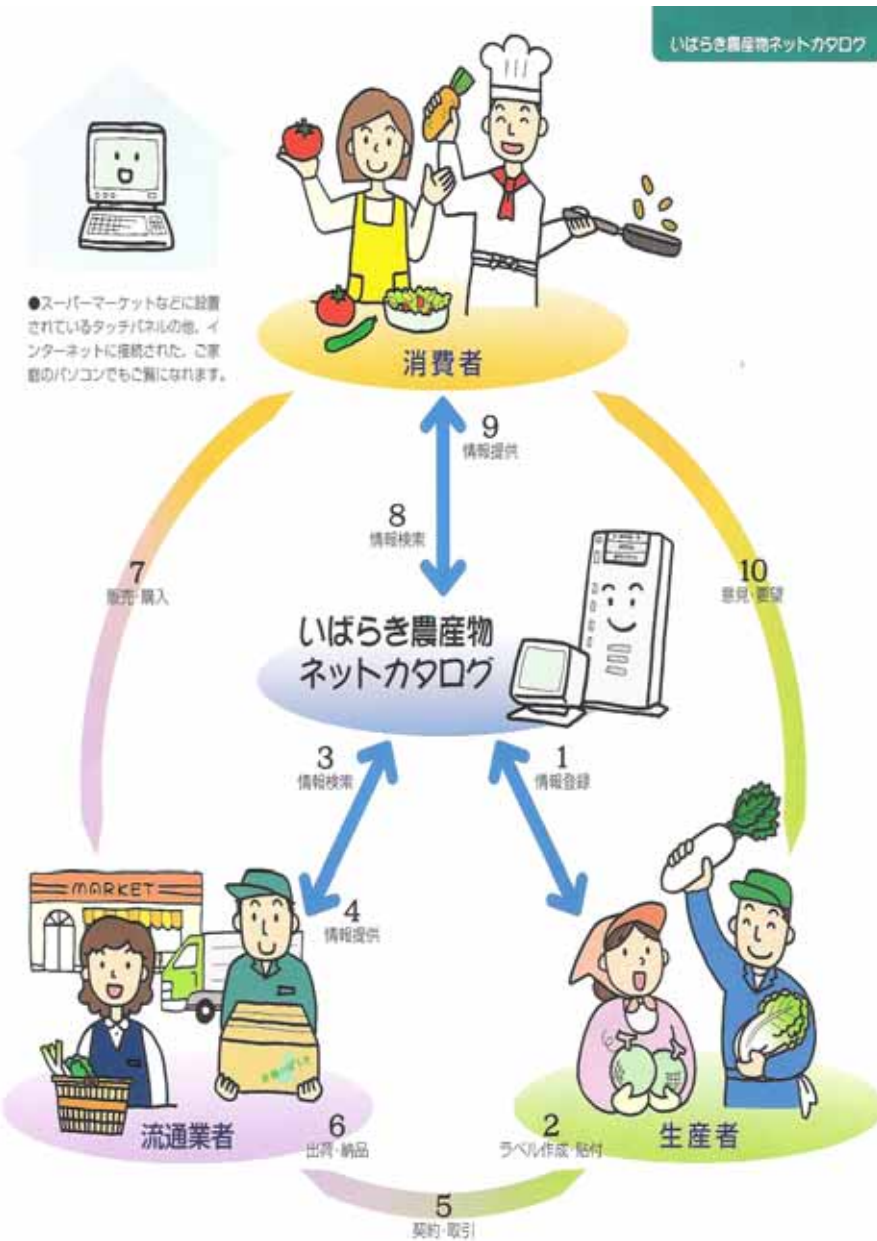 いばらき農産物ネットカタログ
●スーパーマーケットなどに設置
されているタッチパネルの他、イ
ンターネットに接続された、ご家
庭のパソコンでもご覧になれます。
消費者
9
情報提供
8
情報検索
7
販売・購入
10
意見・要望
いばらき農産物
ネットカタログ
3
情報検索
1
情報登録
4
情報提供
MARKET
流通業者
6
出荷・納品
2
ラベル作成・貼付
生産者
5
契約・取引